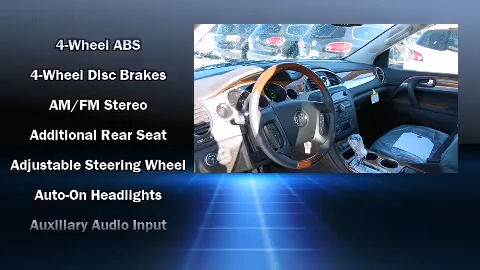 4-Wheel ABS
4-Wheel Disc Brakes
AM/FM Stereo
Additional Rear Seat
Adjustable Steering Wheel
Auto-On Headlights
Auxiliary Audio Input